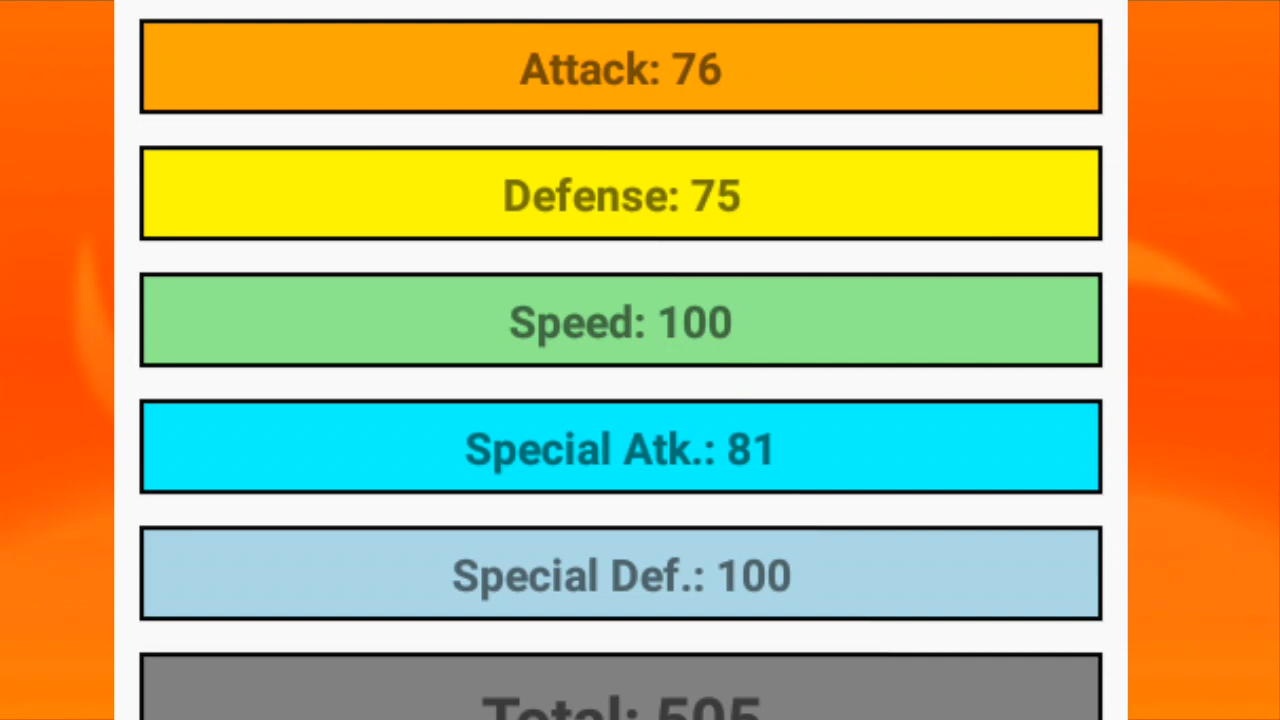 Attack: 76
Defense: 75
Speed: 100
Special Atk.: 81
Special Def.: 100
Total: 505